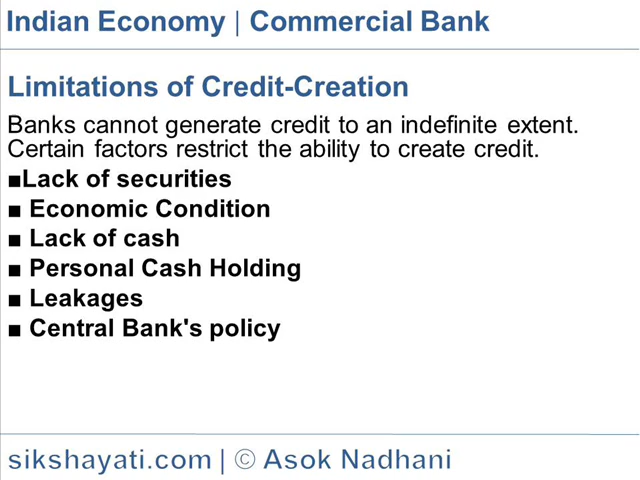 Indian Economy | Commercial Bank
Limitations of Credit-Creation
Banks cannot generate credit to an indefinite extent.
Certain factors restrict the ability to create credit.
■Lack of securities
■ Economic Condition
■ Lack of cash
■ Personal Cash Holding
■ Leakages
■ Central Bank's policy
sikshayati.com | © Asok Nadhani